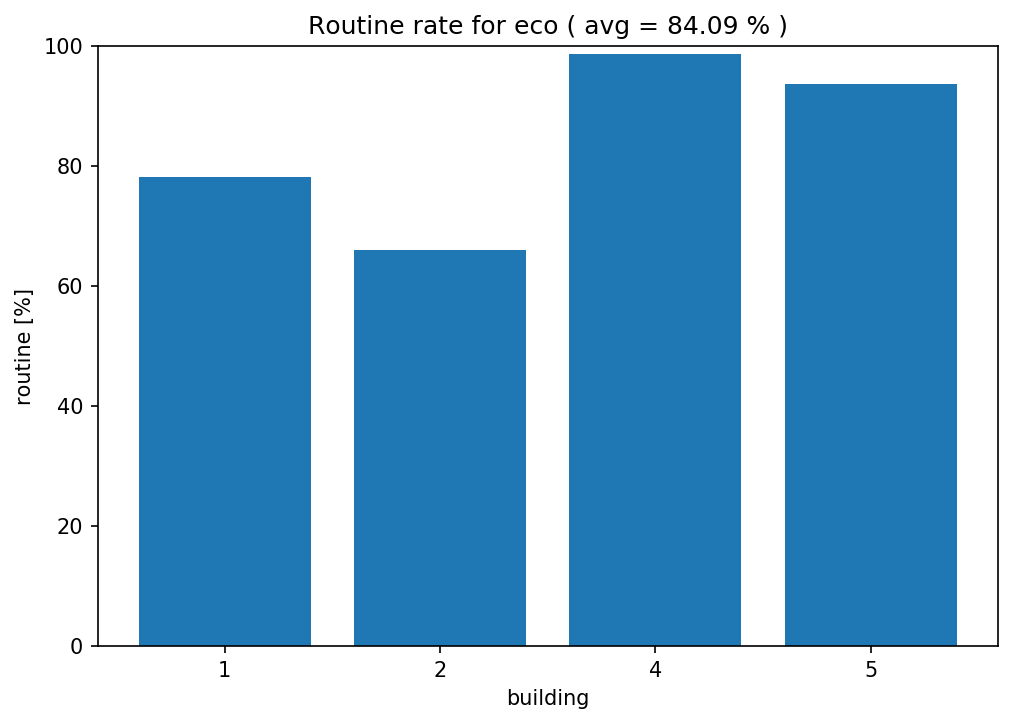 Routine rate for eco ( avg = 84.09 % )
100
80
60
40
20
0
routine [%]
1 2 4 5
building